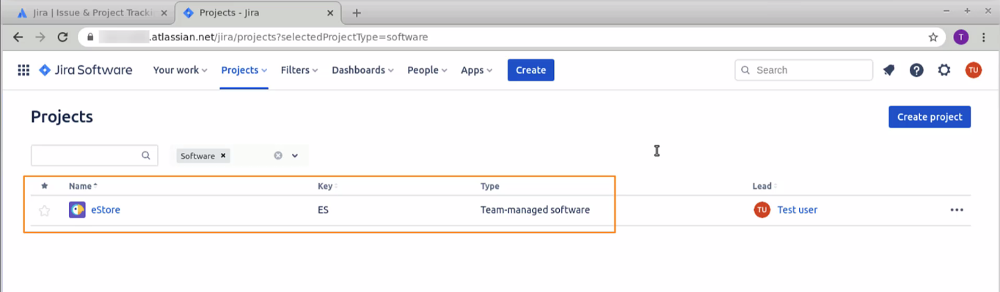 Jira | Issue & Project Tracki
Projects - Jira
.atlassian.net/jira/projects?selectedProjectType=software
T
Jira Software Your work Projects Filters Dashboards People Apps Create Search TU
Projects
Create project
Software
Name Key Type Lead
eStore ES Team-managed software TU Test user